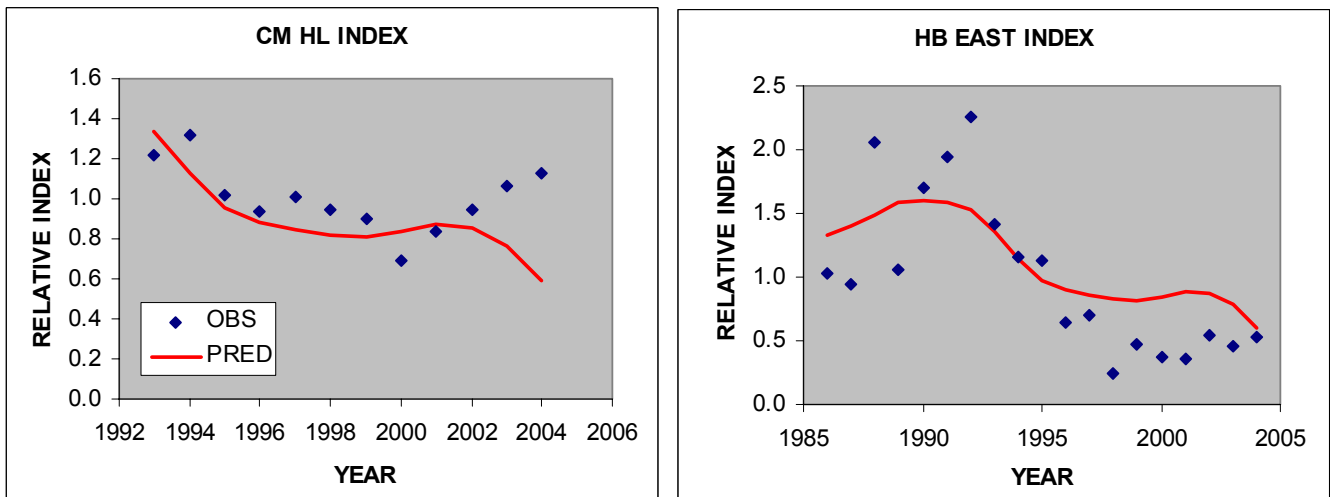 CM HL INDEX
RELATIVE INDEX
1.6
1.4
1.2
1.0
0.8
0.6
0.4
0.2
0.0
OBS
PRED
1992 1994 1996 1998 2000 2002 2004 2006
YEAR
HB EAST INDEX
RELATIVE INDEX
2.5
2.0
1.5
1.0
0.5
0.0
1985 1990 1995 2000 2005
YEAR